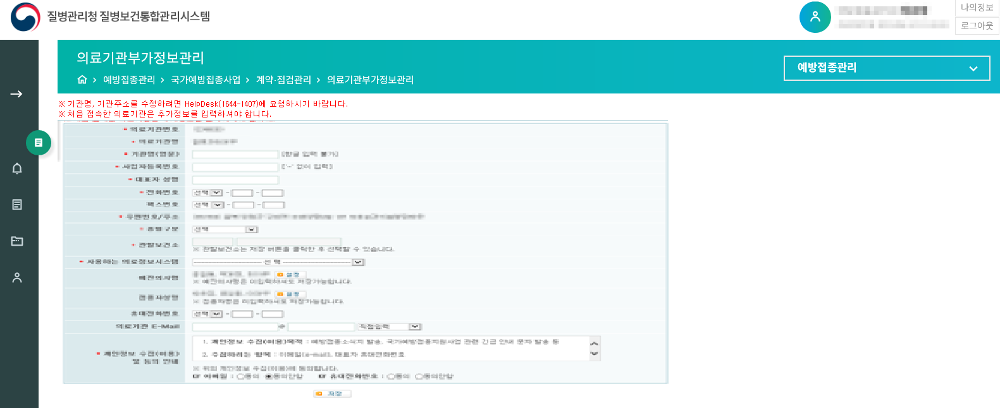 질병관리청 질병보건통합관리시스템
나의정보
로그아웃
의료기관부가정보관리
예방접종관리
예방접종관리 > 국가예방접종사업 > 계약·점검관리 > 의료기관부가정보관리
※ 기관명, 기관주소를 수정하려면 HelpDesk(1644-1407)에 요청하시기 바랍니다.
※ 처음 접속한 의료기관은 추가정보를 입력하셔야 합니다.
* 의료기관번호
* 의료기관명
* 기관명(영문) [한글 입력 불가]
* 사업자등록번호 ['-' 없이 입력]
* 대표자 성명
* 전화번호 선택 - -
팩스번호 선택 - -
* 우편번호/주소
* 종별구분 선택
* 관할보건소
※ 관할보건소는 저장 버튼을 클릭한 후 선택할 수 있습니다.
* 사용하는 의료정보시스템 선 택
예진의사명 설정
※ 예진의사명은 미입력하셔도 저장가능합니다.
접종자성명 설정
※ 접종자명은 미입력하셔도 저장가능합니다.
휴대전화번호 선택 - -
의료기관 E-Mail @ 직접입력
* 개인정보 수집(이용)
및 동의 안내
1. 개인정보 수집(이용)목적 : 예방접종소식지 발송, 국가예방접종지원사업 관련 긴급 안내 문자 발송 등
2. 수집하려는 항목 : 이메일(e-mail), 대표자 휴대전화번호
※ 위의 개인정보 수집(이용)에 동의합니다.
☞ 이메일 : 동의 동의안함 ☞ 휴대전화번호 : 동의 동의안함
저장